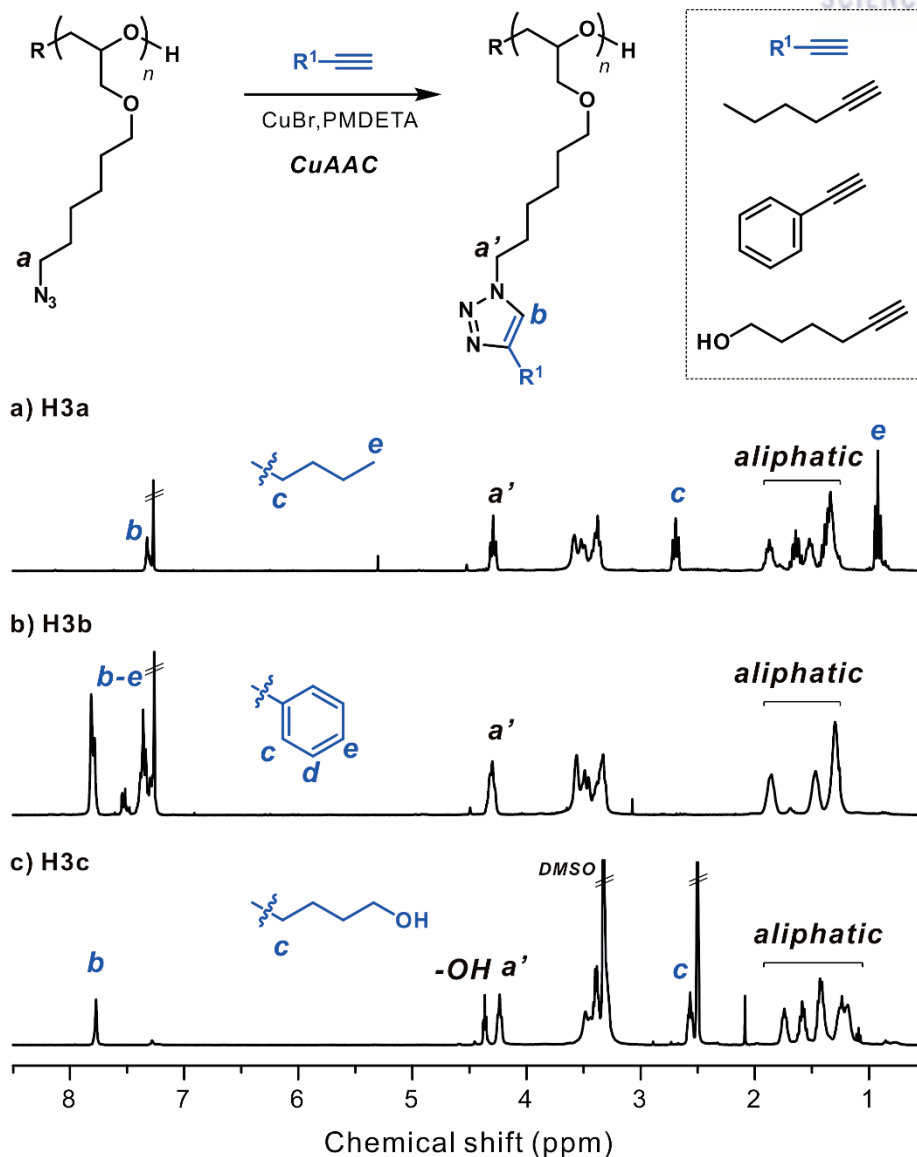 SCIENC
R O H R O H
n n
R¹
O O
CuBr,PMDETA
CuAAC
R¹
a a'
N₃ N
N b
N
R¹
HO
a) H3a
e
c
b
a'
c
aliphatic
e
b) H3b
b-e
c
d
e
a'
aliphatic
c) H3c
OH
c
b
-OH a'
DMSO
c
aliphatic
8 7 6 5 4 3 2 1
Chemical shift (ppm)